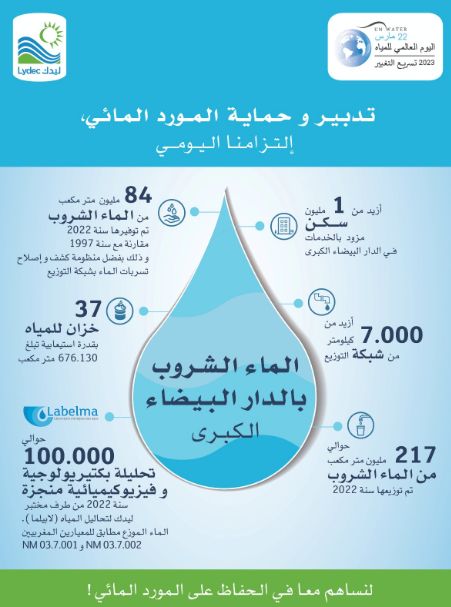 ليدك
Lydec
UN WATER
22 مارس
اليوم العالمي للمياه
2023 تسريع التغيير
تدبير و حماية المورد المائي،
إلتزامنا اليومي
أزيد من 1 مليون
سكن
مزود بالخدمات
في الدار البيضاء الكبرى
84 مليون متر مكعب
من الماء الشروب
تم توفيرها سنة 2022
مقارنة مع سنة 1997
و ذلك بفضل منظومة كشف و إصلاح
تسربات الماء بشبكة التوزيع
أزيد من
7.000 كيلومتر
من شبكة التوزيع
37
خزان للمياه
بقدرة استيعابية تبلغ
676.130 متر مكعب
الماء الشروب
بالدار البيضاء
الكبرى
حوالي
217 مليون متر مكعب
من الماء الشروب
تم توزيعها سنة 2022
Labelma
حوالي
100.000
تحليلة بكتيريولوجية
و فيزيوكيميائية منجزة
سنة 2022 من طرف مختبر
ليدك لتحاليل المياه (لابيلما).
الماء الموزع مطابق للمعيارين المغربيين
NM 03.7.001 و NM 03.7.002
لنساهم معا في الحفاظ على المورد المائي !